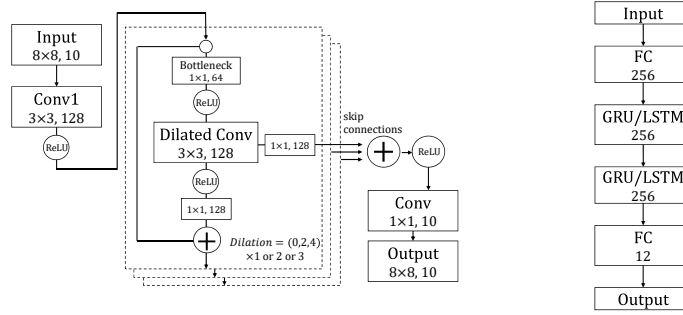 Input
8×8, 10
Conv1
3×3, 128
ReLU
Bottleneck
1×1, 64
ReLU
Dilated Conv
3×3, 128
1×1, 128
ReLU
1×1, 128
+
Dilation = (0,2,4)
×1 or 2 or 3
skip
connections
+
ReLU
Conv
1×1, 10
Output
8×8, 10
Input
FC
256
GRU/LSTM
256
GRU/LSTM
256
FC
12
Output